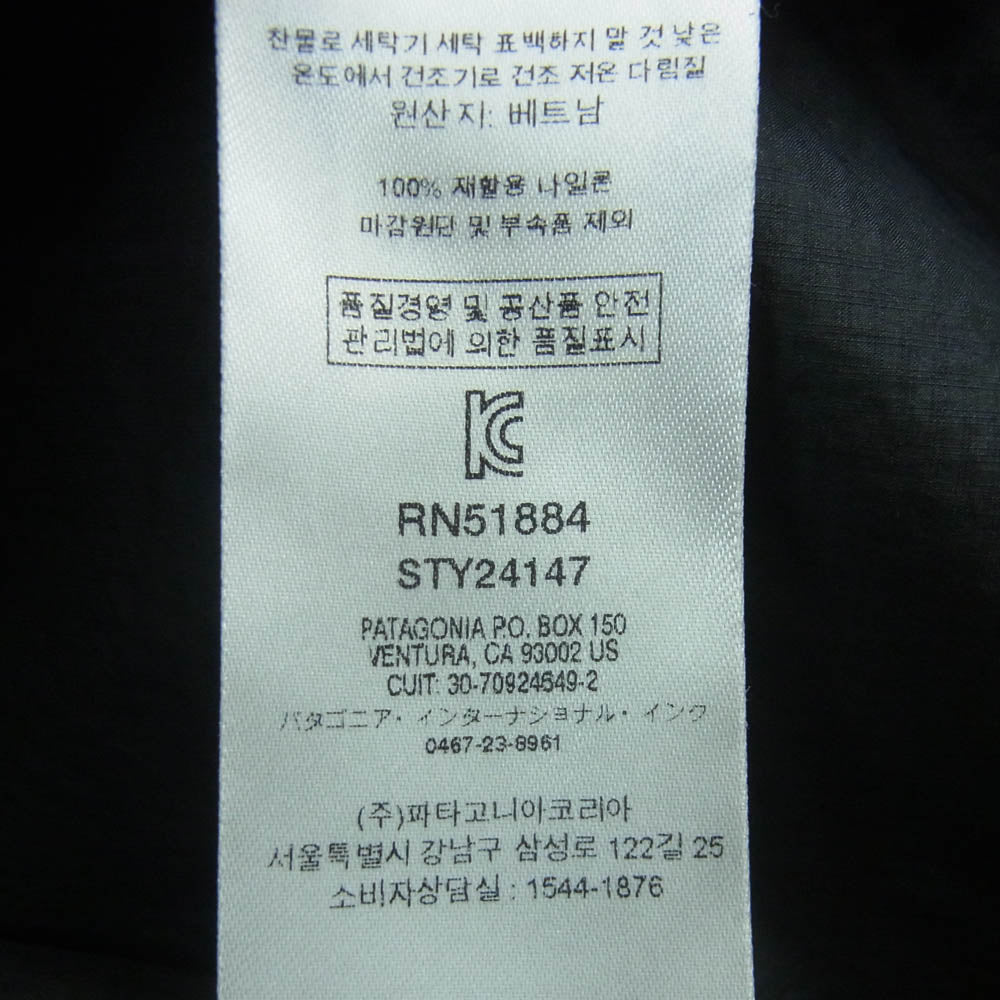 찬물로 세탁기 세탁 표백하지 말 것 낮은
온도에서 건조기로 건조 저온 다림질
원산지: 베트남
100% 재활용 나일론
마감원단 및 부속품 제외
품질경영 및 공산품 안전
관리법에 의한 품질표시
RN51884
STY24147
PATAGONIA P.O. BOX 150
VENTURA, CA 93002 US
CUIT: 30-70924649-2
パタゴニア・インターナショナル・インク
0467-23-8961
(주)파타고니아코리아
서울특별시 강남구 삼성로 122길 25
소비자상담실 : 1544-1876